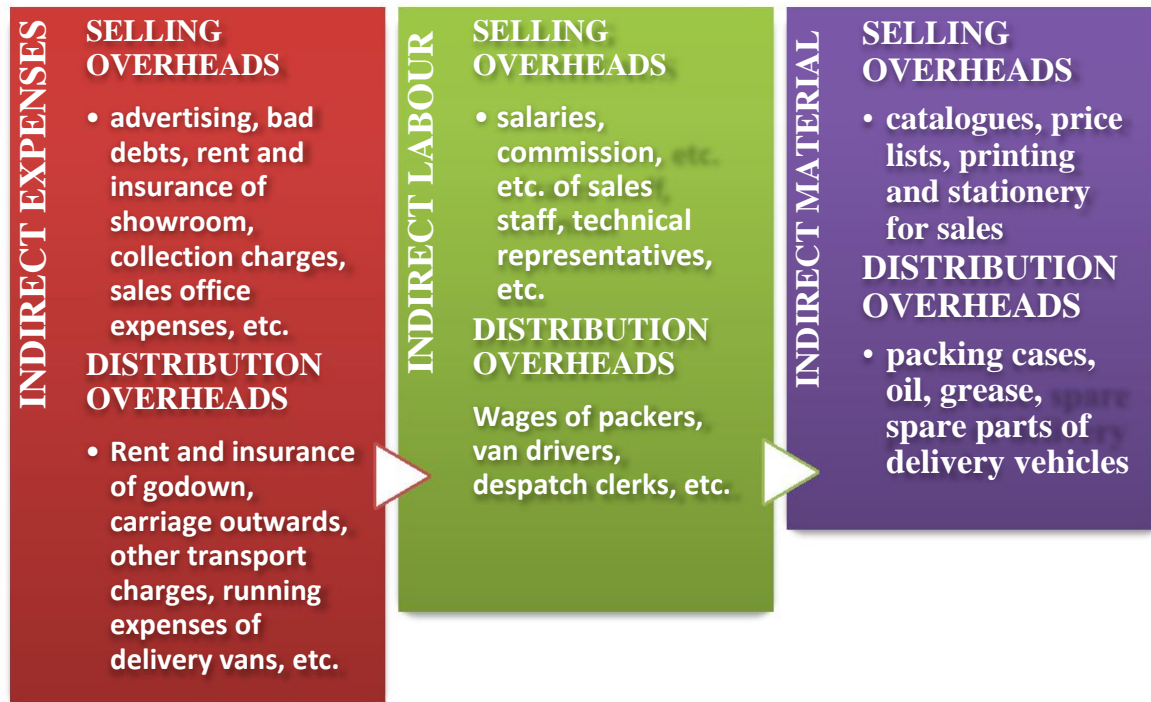 INDIRECT EXPENSES
SELLING
OVERHEADS
• advertising, bad
debts, rent and
insurance of
showroom,
collection charges,
sales office
expenses, etc.
DISTRIBUTION
OVERHEADS
• Rent and insurance
of godown,
carriage outwards,
other transport
charges, running
expenses of
delivery vans, etc.
INDIRECT LABOUR
SELLING
OVERHEADS
• salaries,
commission,
etc. of sales
staff, technical
representatives,
etc.
DISTRIBUTION
OVERHEADS
Wages of packers,
van drivers,
despatch clerks, etc.
INDIRECT MATERIAL
SELLING
OVERHEADS
• catalogues, price
lists, printing
and stationery
for sales
DISTRIBUTION
OVERHEADS
• packing cases,
oil, grease,
spare parts of
delivery vehicles